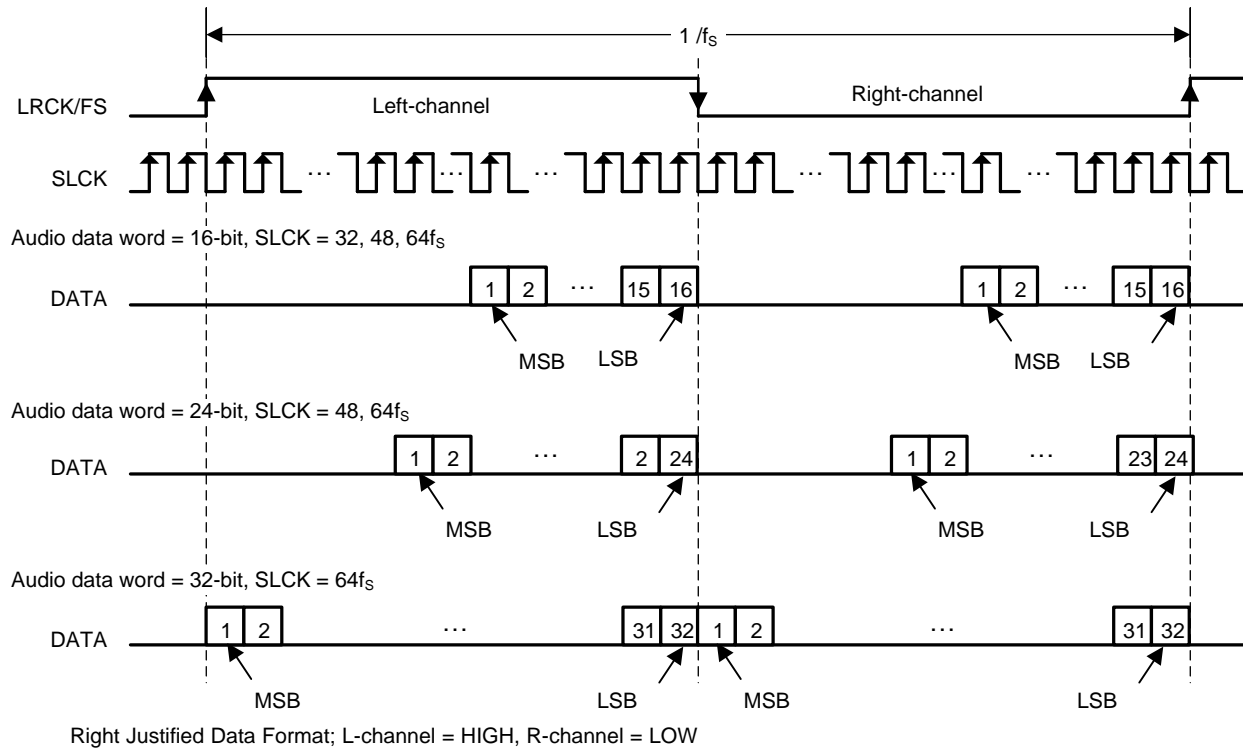 1 /fS
LRCK/FS
Left-channel
Right-channel
SLCK
... ... ... ... ... ...
Audio data word = 16-bit, SLCK = 32, 48, 64fS
DATA
1 2 ... 15 16 1 2 ... 15 16
MSB LSB MSB LSB
Audio data word = 24-bit, SLCK = 48, 64fS
DATA
1 2 ... 2 24 1 2 ... 23 24
MSB LSB MSB LSB
Audio data word = 32-bit, SLCK = 64fS
DATA
1 2 ... 31 32 1 2 ... 31 32
MSB LSB MSB LSB
Right Justified Data Format; L-channel = HIGH, R-channel = LOW